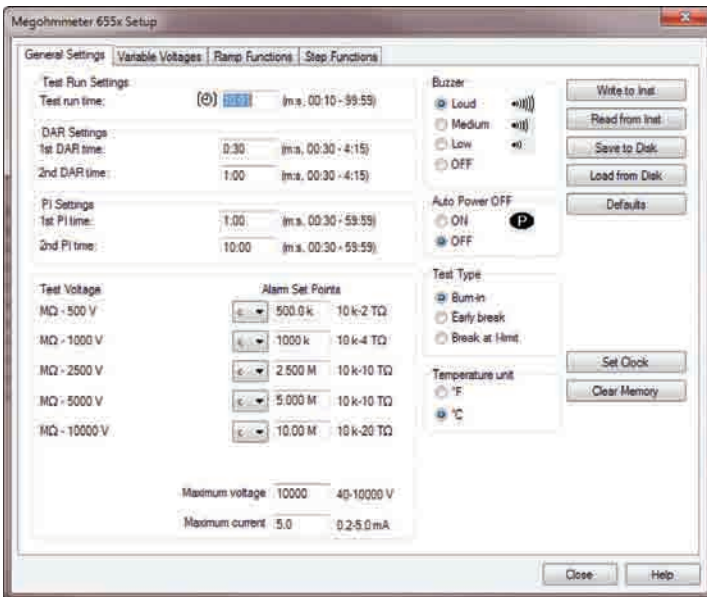 Megohmmeter 655x Setup
General Settings
Variable Voltages
Ramp Functions
Step Functions
Test Run Settings
Test run time: (m:s, 00:10 - 99:59)
DAR Settings
1st DAR time: 0:30 (m:s, 00:30 - 4:15)
2nd DAR time: 1:00 (m:s, 00:30 - 4:15)
PI Settings
1st PI time: 1:00 (m:s, 00:30 - 59:59)
2nd PI time: 10:00 (m:s, 00:30 - 59:59)
Test Voltage Alarm Set Points
MΩ - 500 V < 500.0 k 10 k-2 TΩ
MΩ - 1000 V < 1000 k 10 k-4 TΩ
MΩ - 2500 V < 2.500 M 10 k-10 TΩ
MΩ - 5000 V < 5.000 M 10 k-10 TΩ
MΩ - 10000 V < 10.00 M 10 k-20 TΩ
Maximum voltage 10000 40-10000 V
Maximum current 5.0 0.2-5.0 mA
Buzzer
Loud
Medium
Low
OFF
Auto Power OFF
ON
P
OFF
Test Type
Burn-in
Early break
Break at I-limit
Temperature unit
°F
°C
Write to Inst
Read from Inst
Save to Disk
Load from Disk
Defaults
Set Clock
Clear Memory
Close
Help